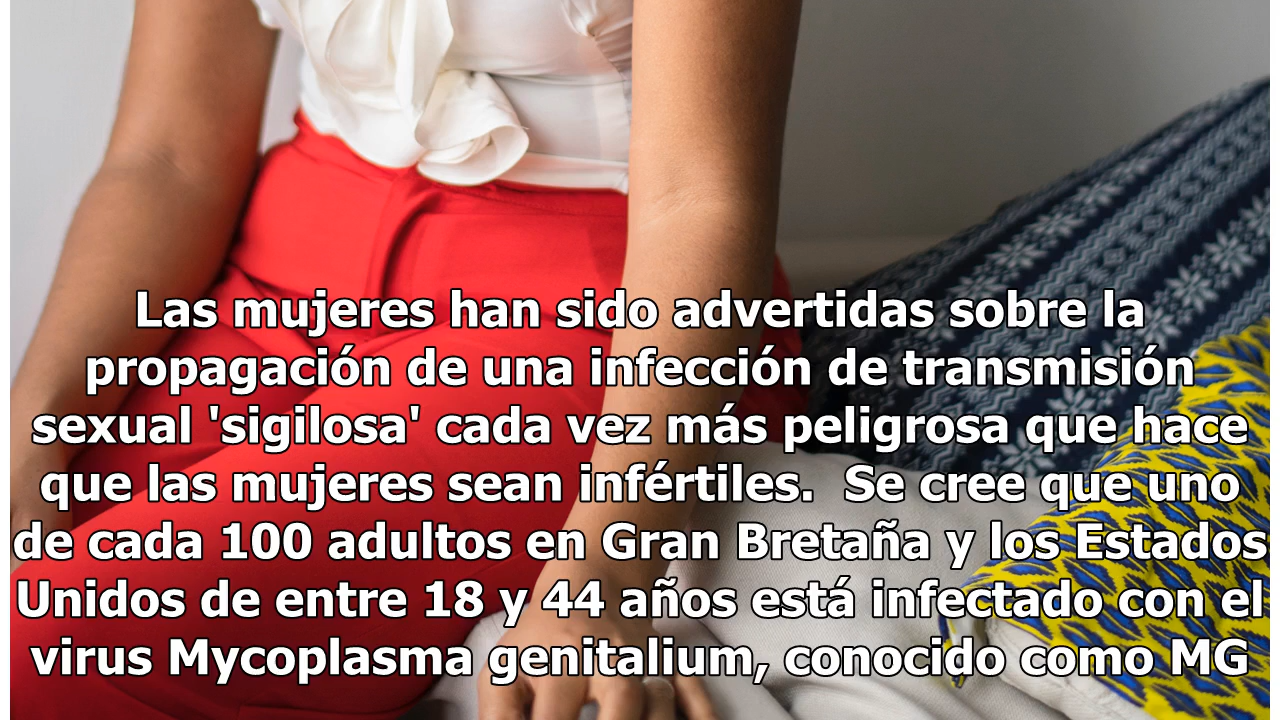 Las mujeres han sido advertidas sobre la
propagación de una infección de transmisión
sexual 'sigilosa' cada vez más peligrosa que hace
que las mujeres sean infértiles.  Se cree que uno
de cada 100 adultos en Gran Bretaña y los Estados
Unidos de entre 18 y 44 años está infectado con el
virus Mycoplasma genitalium, conocido como MG